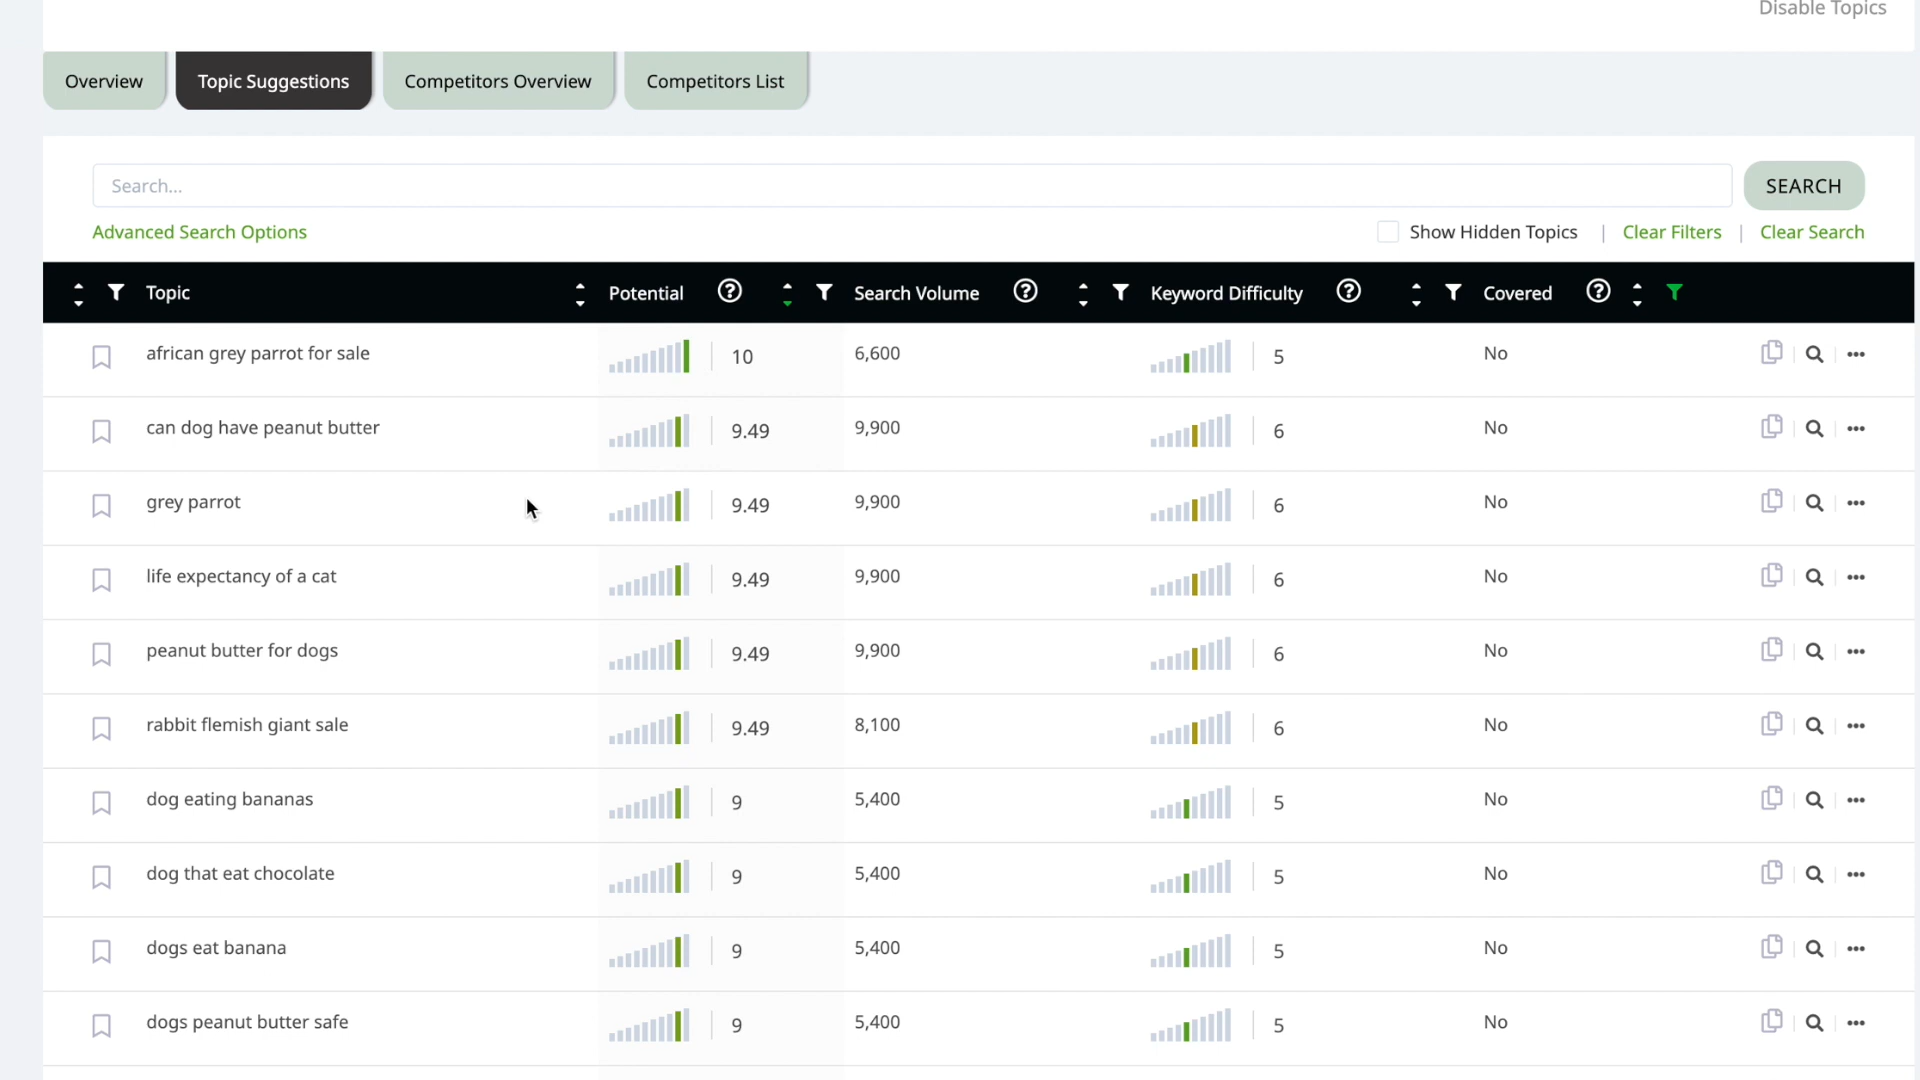 Disable Topics
Overview Topic Suggestions Competitors Overview Competitors List
Search... SEARCH
Advanced Search Options Show Hidden Topics | Clear Filters | Clear Search
Topic Potential ? Search Volume ? Keyword Difficulty ? Covered ?
african grey parrot for sale 10 6,600 5 No
can dog have peanut butter 9.49 9,900 6 No
grey parrot 9.49 9,900 6 No
life expectancy of a cat 9.49 9,900 6 No
peanut butter for dogs 9.49 9,900 6 No
rabbit flemish giant sale 9.49 8,100 6 No
dog eating bananas 9 5,400 5 No
dog that eat chocolate 9 5,400 5 No
dogs eat banana 9 5,400 5 No
dogs peanut butter safe 9 5,400 5 No